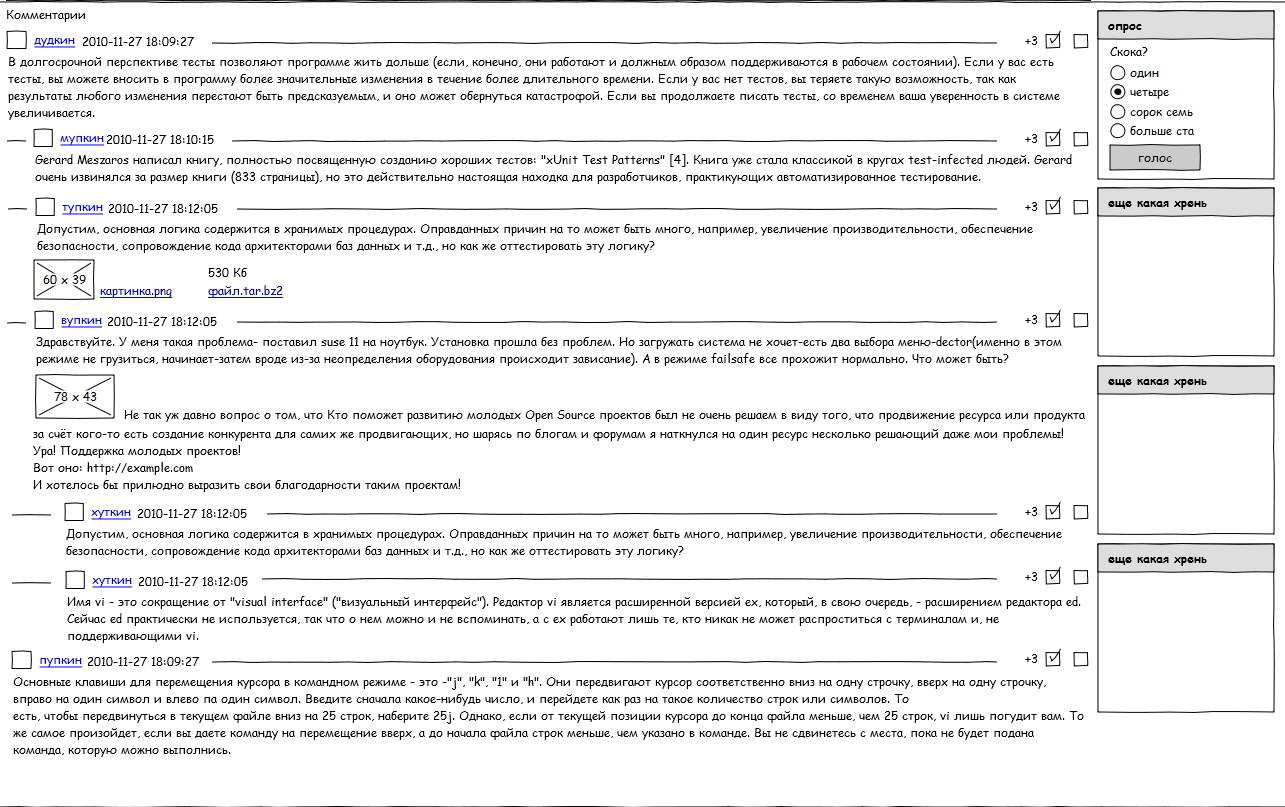 Комментарии
дудкин 2010-11-27 18:09:27 +3
В долгосрочной перспективе тесты позволяют программе жить дольше (если, конечно, они работают и должным образом поддерживаются в рабочем состоянии). Если у вас есть
тесты, вы можете вносить в программу более значительные изменения в течение более длительного времени. Если у вас нет тестов, вы теряете такую возможность, так как
результаты любого изменения перестают быть предсказуемым, и оно может обернуться катастрофой. Если вы продолжаете писать тесты, со временем ваша уверенность в системе
увеличивается.
мупкин 2010-11-27 18:10:15 +3
Gerard Meszaros написал книгу, полностью посвященную созданию хороших тестов: "xUnit Test Patterns" [4]. Книга уже стала классикой в кругах test-infected людей. Gerard
очень извинялся за размер книги (833 страницы), но это действительно настоящая находка для разработчиков, практикующих автоматизированное тестирование.
тупкин 2010-11-27 18:12:05 +3
Допустим, основная логика содержится в хранимых процедурах. Оправданных причин на то может быть много, например, увеличение производительности, обеспечение
безопасности, сопровождение кода архитекторами баз данных и т.д., но как же оттестировать эту логику?
530 Кб
60 x 39
картинка.png файл.tar.bz2
вупкин 2010-11-27 18:12:05 +3
Здравствуйте. У меня такая проблема- поставил suse 11 на ноутбук. Установка прошла без проблем. Но загружать система не хочет-есть два выбора меню-dector(именно в этом
режиме не грузиться, начинает-затем вроде из-за неопределения оборудования происходит зависание). А в режиме failsafe все прохожит нормально. Что может быть?
78 x 43
Не так уж давно вопрос о том, что Кто поможет развитию молодых Open Source проектов был не очень решаем в виду того, что продвижение ресурса или продукта
за счёт кого-то есть создание конкурента для самих же продвигающих, но шарясь по блогам и форумам я наткнулся на один ресурс несколько решающий даже мои проблемы!
Ура! Поддержка молодых проектов!
Вот оно: http://example.com
И хотелось бы прилюдно выразить свои благодарности таким проектам!
хуткин 2010-11-27 18:12:05 +3
Допустим, основная логика содержится в хранимых процедурах. Оправданных причин на то может быть много, например, увеличение производительности, обеспечение
безопасности, сопровождение кода архитекторами баз данных и т.д., но как же оттестировать эту логику?
хуткин 2010-11-27 18:12:05 +3
Имя vi - это сокращение от "visual interface" ("визуальный интерфейс"). Редактор vi является расширенной версией ex, который, в свою очередь, - расширением редактора ed.
Сейчас ed практически не используется, так что о нем можно и не вспоминать, а с ex работают лишь те, кто никак не может распроститься с терминалам и, не
поддерживающими vi.
пупкин 2010-11-27 18:09:27 +3
Основные клавиши для перемещения курсора в командном режиме - это -"j", "k", "1" и "h". Они передвигают курсор соответственно вниз на одну строчку, вверх на одну строчку,
вправо на один символ и влево па один символ. Введите сначала какое-нибудь число, и перейдете как раз на такое количество строк или символов. То
есть, чтобы передвинуться в текущем файле вниз на 25 строк, наберите 25j. Однако, если от текущей позиции курсора до конца файла меньше, чем 25 строк, vi лишь погудит вам. То
же самое произойдет, если вы даете команду на перемещение вверх, а до начала файла строк меньше, чем указано в команде. Вы не сдвинетесь с места, пока не будет подана
команда, которую можно выполнись.
опрос
Скока?
один
четыре
сорок семь
больше ста
голос
еще какая хрень
еще какая хрень
еще какая хрень